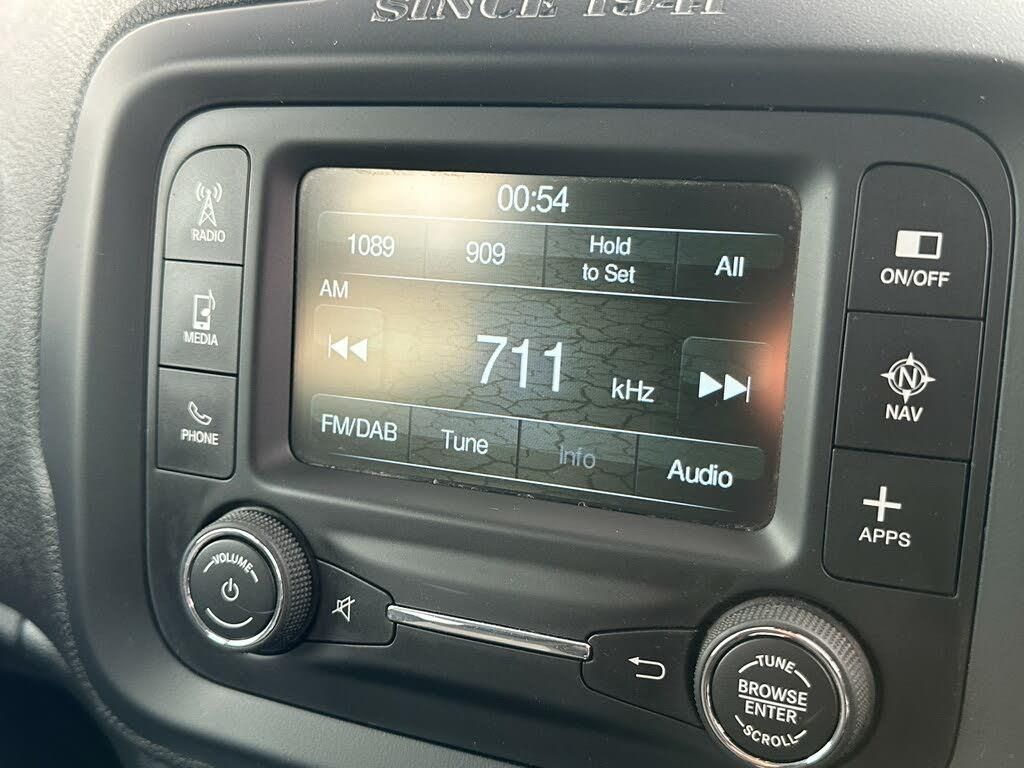 SINCE 1941
00:54
1089
909
Hold
to Set
All
AM
711
kHz
FM/DAB
Tune
Info
Audio
RADIO
MEDIA
PHONE
ON/OFF
N
NAV
APPS
VOLUME
TUNE
BROWSE
ENTER
SCROLL